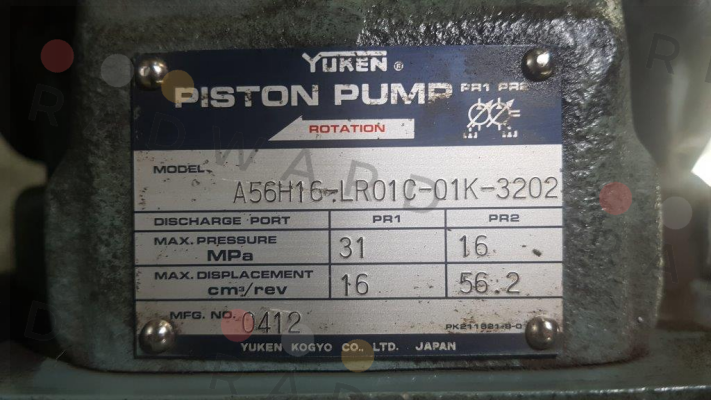 YUKEN ®
PISTON PUMP PR1 PR2
ROTATION
MODEL A56H16-LR01C-01K-3202
DISCHARGE PORT PR1 PR2
MAX. PRESSURE MPa 31 16
MAX. DISPLACEMENT cm³/rev 16 56.2
MFG. NO. 0412
YUKEN KOGYO CO., LTD. JAPAN